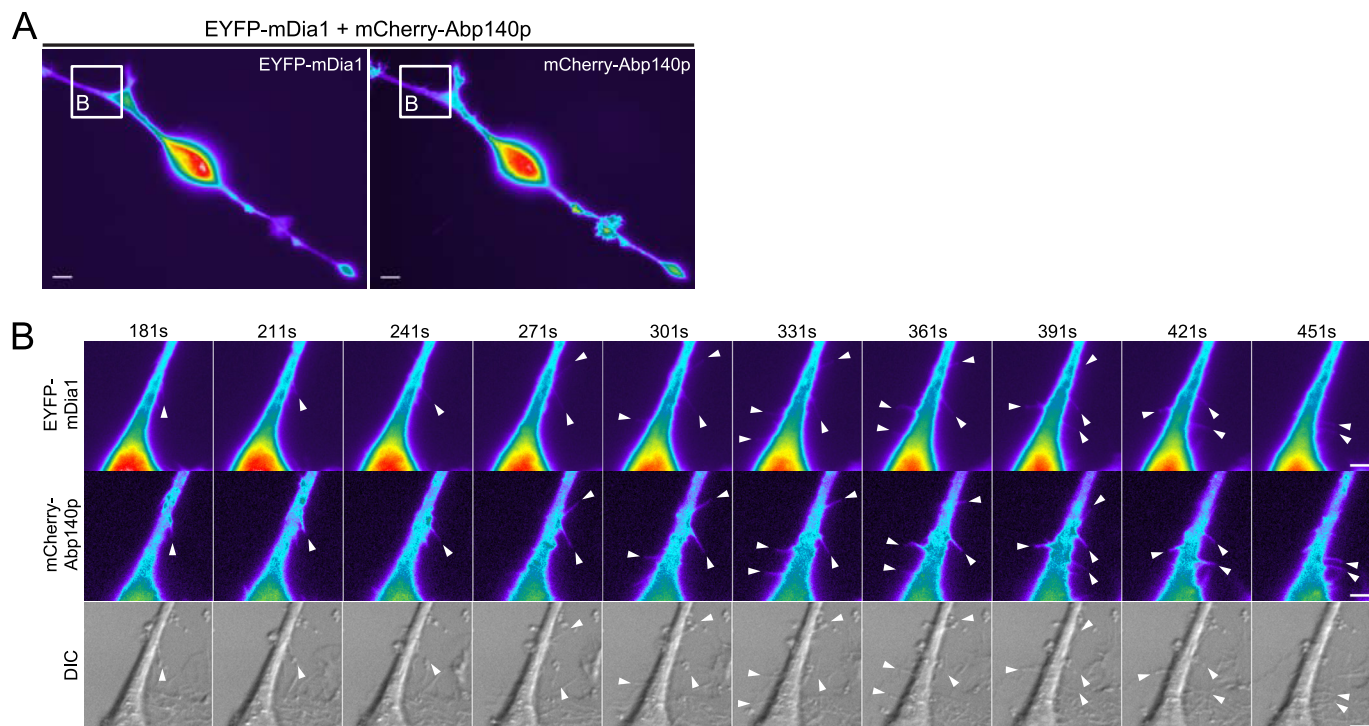 A
EYFP-mDia1 + mCherry-Abp140p
EYFP-mDia1
mCherry-Abp140p
B
B
B
181s 211s 241s 271s 301s 331s 361s 391s 421s 451s
EYFP-
mDia1
mCherry-
Abp140p
DIC